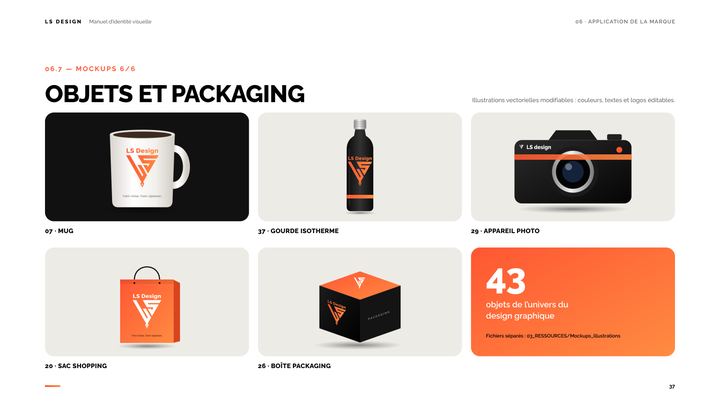 LS DESIGN Manuel d'identité visuelle
06 · APPLICATION DE LA MARQUE
06.7 — MOCKUPS 6/6
OBJETS ET PACKAGING
Illustrations vectorielles modifiables : couleurs, textes et logos éditables.
LS Design
LS Design
LS design
07 · MUG
37 · GOURDE ISOTHERME
29 · APPAREIL PHOTO
LS Design
LS Design
PACKAGING
43
objets de l'univers du
design graphique
Fichiers séparés : 03_RESSOURCES/Mockups_Illustrations
20 · SAC SHOPPING
26 · BOÎTE PACKAGING
37